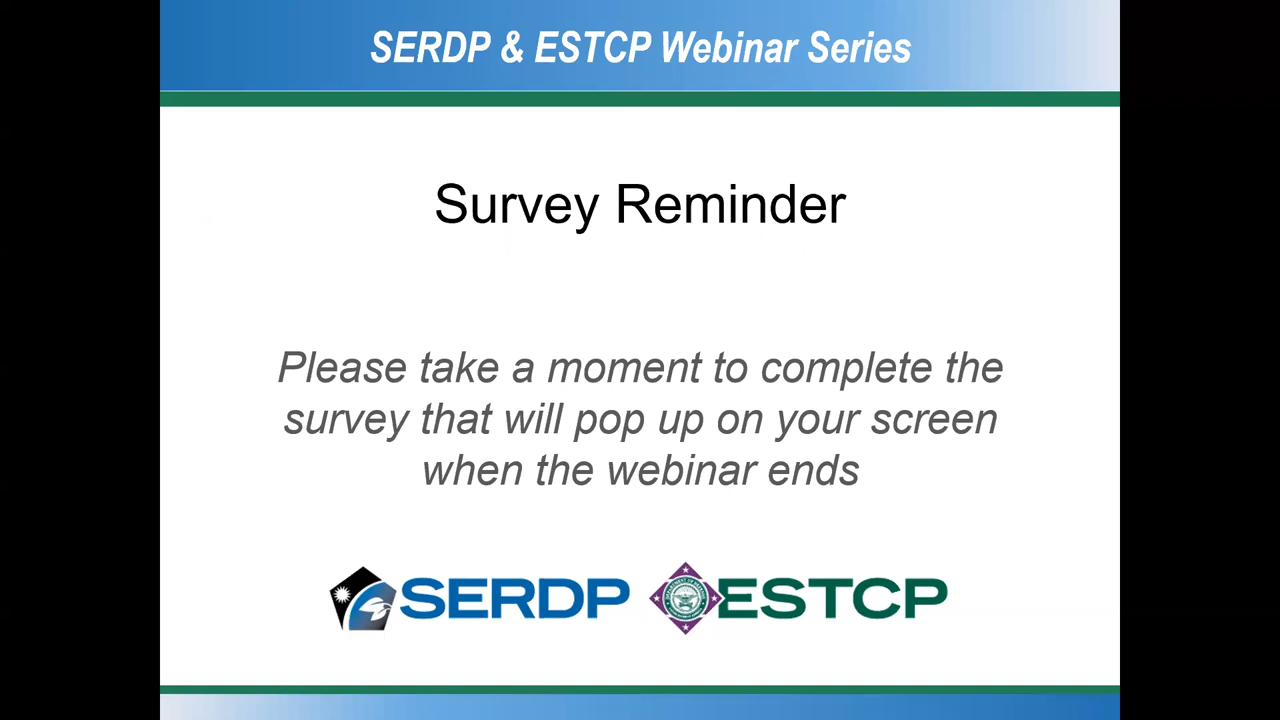 SERDP & ESTCP Webinar Series
Survey Reminder
Please take a moment to complete the
survey that will pop up on your screen
when the webinar ends
SERDP ESTCP